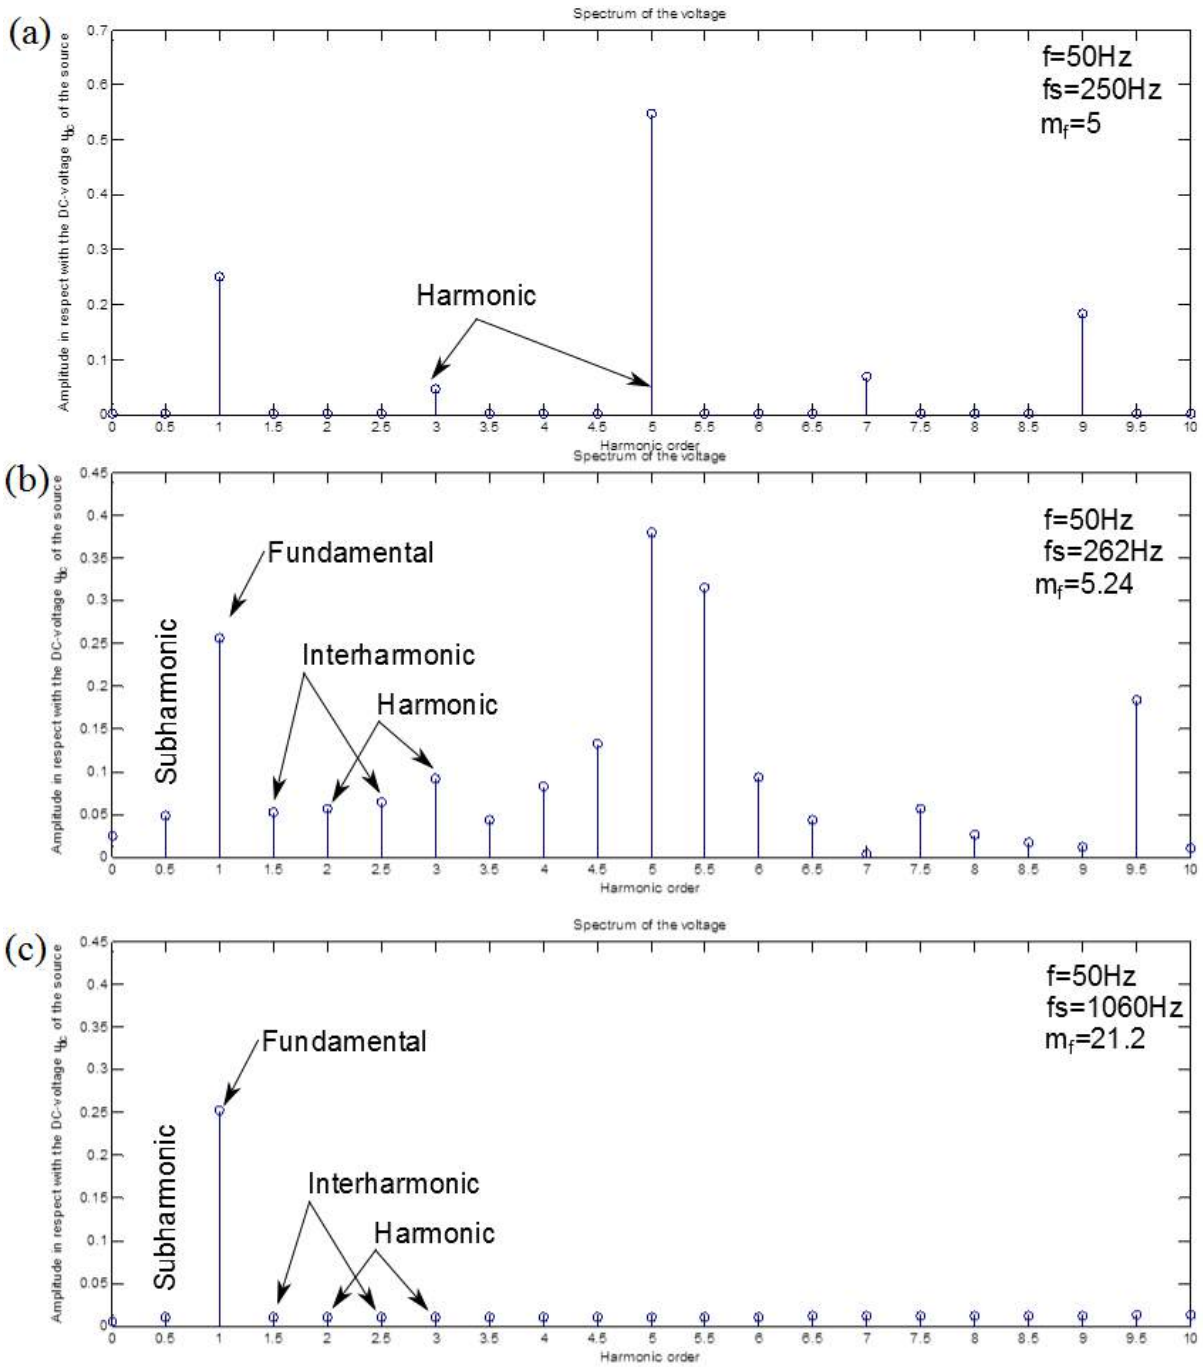 (a)
Spectrum of the voltage
Amplitude in respect with the DC-voltage u_dc of the source
0.7
0.6
0.5
0.4
0.3
0.2
0.1
0
f=50Hz
fs=250Hz
m_f=5
Harmonic
0 0.5 1 1.5 2 2.5 3 3.5 4 4.5 5 5.5 6 6.5 7 7.5 8 8.5 9 9.5 10
Harmonic order
(b)
Spectrum of the voltage
Amplitude in respect with the DC-voltage u_dc of the source
0.45
0.4
0.35
0.3
0.25
0.2
0.15
0.1
0.05
0
f=50Hz
fs=262Hz
m_f=5.24
Fundamental
Subharmonic
Interharmonic
Harmonic
0 0.5 1 1.5 2 2.5 3 3.5 4 4.5 5 5.5 6 6.5 7 7.5 8 8.5 9 9.5 10
Harmonic order
(c)
Spectrum of the voltage
Amplitude in respect with the DC-voltage u_dc of the source
0.45
0.4
0.35
0.3
0.25
0.2
0.15
0.1
0.05
0
f=50Hz
fs=1060Hz
m_f=21.2
Fundamental
Subharmonic
Interharmonic
Harmonic
0 0.5 1 1.5 2 2.5 3 3.5 4 4.5 5 5.5 6 6.5 7 7.5 8 8.5 9 9.5 10
Harmonic order